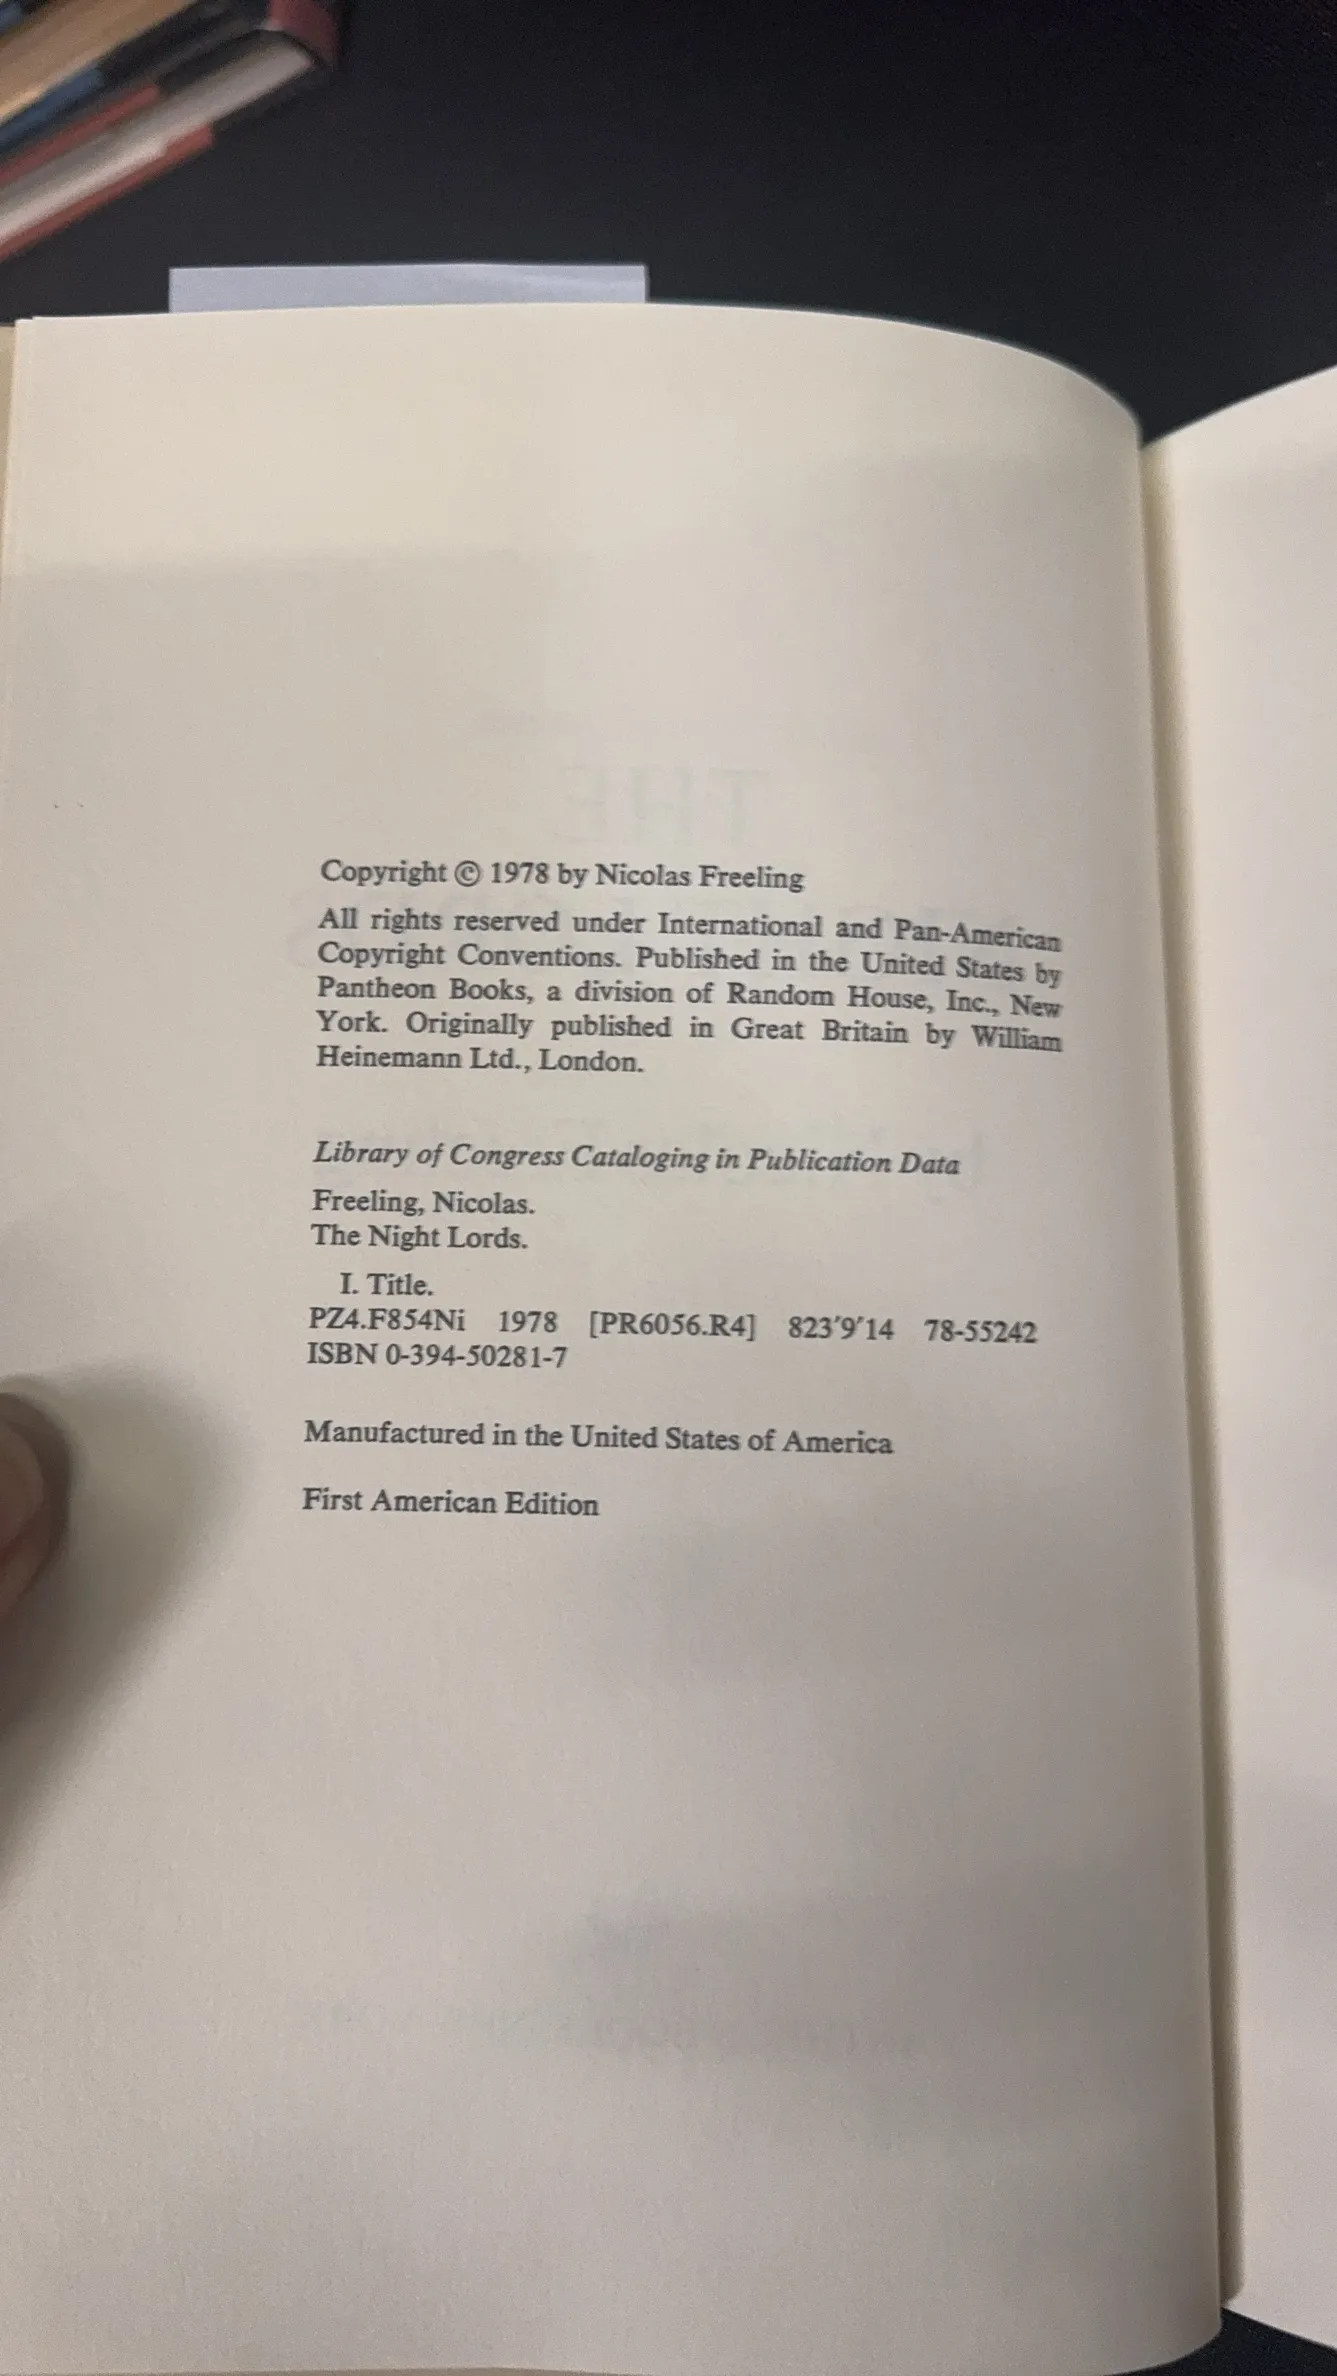 Copyright © 1978 by Nicolas Freeling
All rights reserved under International and Pan-American
Copyright Conventions. Published in the United States by
Pantheon Books, a division of Random House, Inc., New
York. Originally published in Great Britain by William
Heinemann Ltd., London.
Library of Congress Cataloging in Publication Data
Freeling, Nicolas.
The Night Lords.
I. Title.
PZ4.F854Ni 1978 [PR6056.R4] 823'9'14 78-55242
ISBN 0-394-50281-7
Manufactured in the United States of America
First American Edition